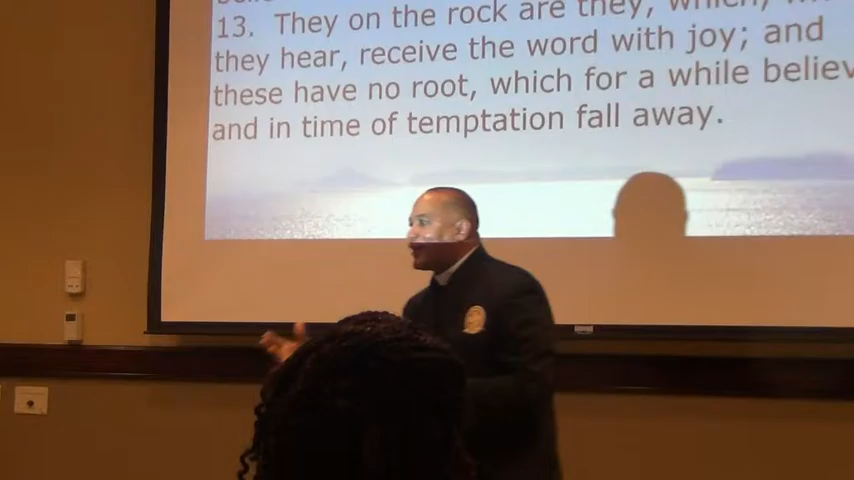 13. They on the rock are they, which,
they hear, receive the word with joy; and
these have no root, which for a while
and in time of temptation fall away.